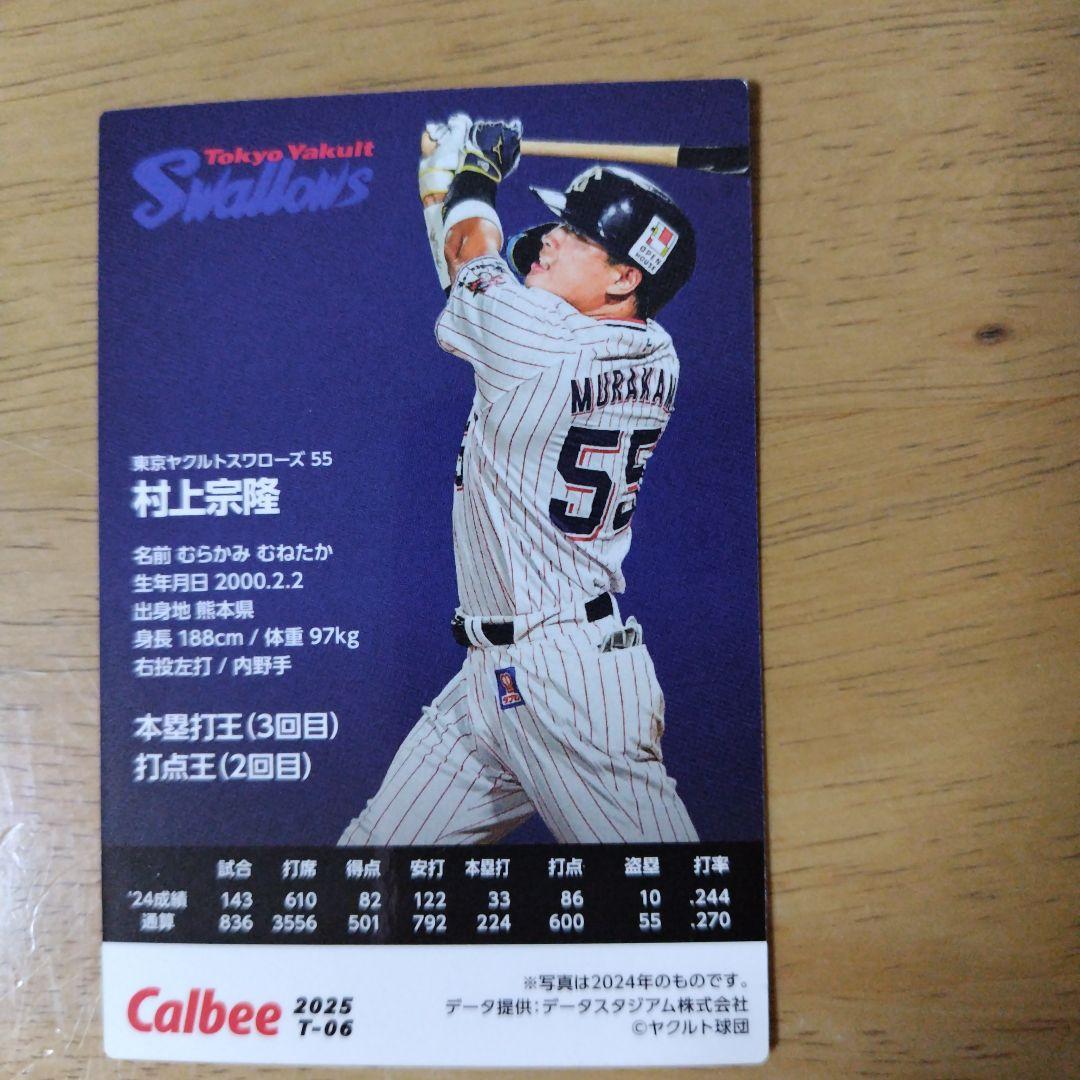 Tokyo Yakult
Swallows
OPEN HOUSE
MURAKAM
55
東京ヤクルトスワローズ 55
村上宗隆
名前 むらかみ むねたか
生年月日 2000.2.2
出身地 熊本県
身長 188cm / 体重 97kg
右投左打 / 内野手
本塁打王(3回目)
打点王(2回目)
試合 打席 得点 安打 本塁打 打点 盗塁 打率
'24成績 143 610 82 122 33 86 10 .244
通算 836 3556 501 792 224 600 55 .270
Calbee 2025
T-06
※写真は2024年のものです。
データ提供:データスタジアム株式会社
©ヤクルト球団